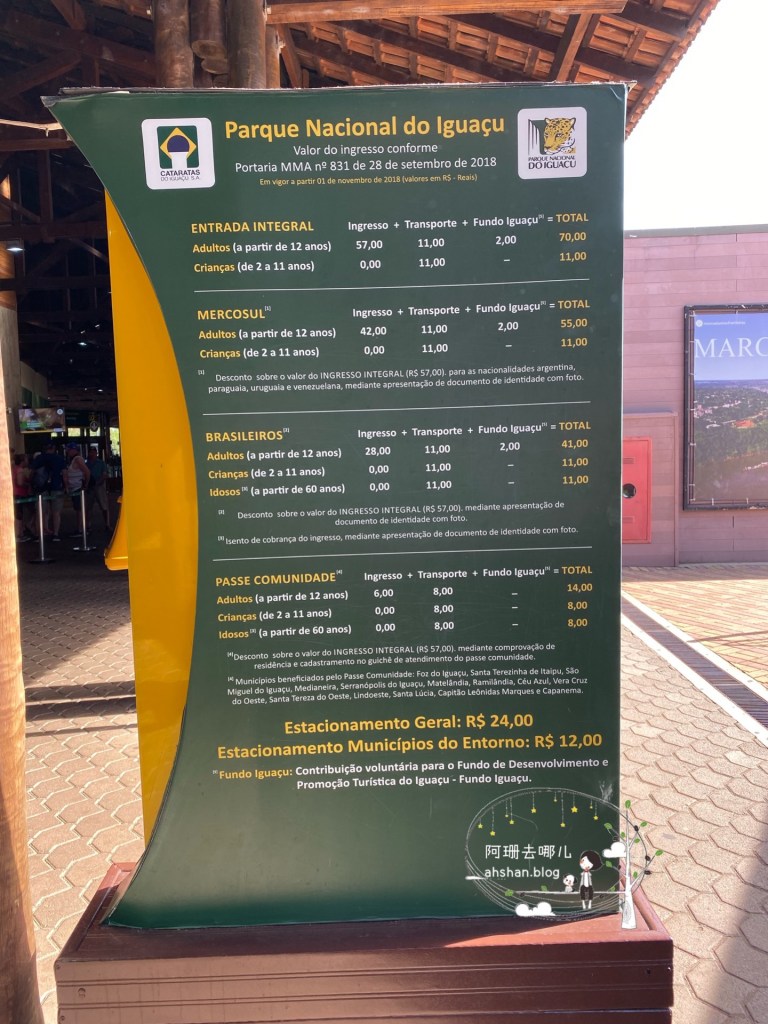 CATARATAS
DO IGUAÇU S.A.
Parque Nacional do Iguaçu
Valor do ingresso conforme
Portaria MMA nº 831 de 28 de setembro de 2018
Em vigor a partir 01 de novembro de 2018 (valores em R$ - Reais)
PARQUE NACIONAL
DO IGUAÇU
ENTRADA INTEGRAL Ingresso + Transporte + Fundo Iguaçu[5] = TOTAL
Adultos (a partir de 12 anos) 57,00 11,00 2,00 70,00
Crianças (de 2 a 11 anos) 0,00 11,00 – 11,00
MERCOSUL[1] Ingresso + Transporte + Fundo Iguaçu[5] = TOTAL
Adultos (a partir de 12 anos) 42,00 11,00 2,00 55,00
Crianças (de 2 a 11 anos) 0,00 11,00 – 11,00
[1] Desconto sobre o valor do INGRESSO INTEGRAL (R$ 57,00). para as nacionalidades argentina,
paraguaia, uruguaia e venezuelana, mediante apresentação de documento de identidade com foto.
BRASILEIROS[2] Ingresso + Transporte + Fundo Iguaçu[5] = TOTAL
Adultos (a partir de 12 anos) 28,00 11,00 2,00 41,00
Crianças (de 2 a 11 anos) 0,00 11,00 – 11,00
Idosos[3] (a partir de 60 anos) 0,00 11,00 – 11,00
[2] Desconto sobre o valor do INGRESSO INTEGRAL (R$ 57,00). mediante apresentação de
documento de identidade com foto.
[3] Isento de cobrança do ingresso, mediante apresentação de documento de identidade com foto.
PASSE COMUNIDADE[4] Ingresso + Transporte + Fundo Iguaçu[5] = TOTAL
Adultos (a partir de 12 anos) 6,00 8,00 – 14,00
Crianças (de 2 a 11 anos) 0,00 8,00 – 8,00
Idosos[3] (a partir de 60 anos) 0,00 8,00 – 8,00
[4] Desconto sobre o valor do INGRESSO INTEGRAL (R$ 57,00). mediante comprovação de
residência e cadastramento no guichê de atendimento do passe comunidade.
[4] Municípios beneficiados pelo Passe Comunidade: Foz do Iguaçu, Santa Terezinha de Itaipu, São
Miguel do Iguaçu, Medianeira, Serranópolis do Iguaçu, Matelândia, Ramilândia, Céu Azul, Vera Cruz
do Oeste, Santa Tereza do Oeste, Lindoeste, Santa Lúcia, Capitão Leônidas Marques e Capanema.
Estacionamento Geral: R$ 24,00
Estacionamento Municípios do Entorno: R$ 12,00
[5] Fundo Iguaçu: Contribuição voluntária para o Fundo de Desenvolvimento e
Promoção Turística do Iguaçu - Fundo Iguaçu.
MARC
阿珊去哪儿
ahshan.blog